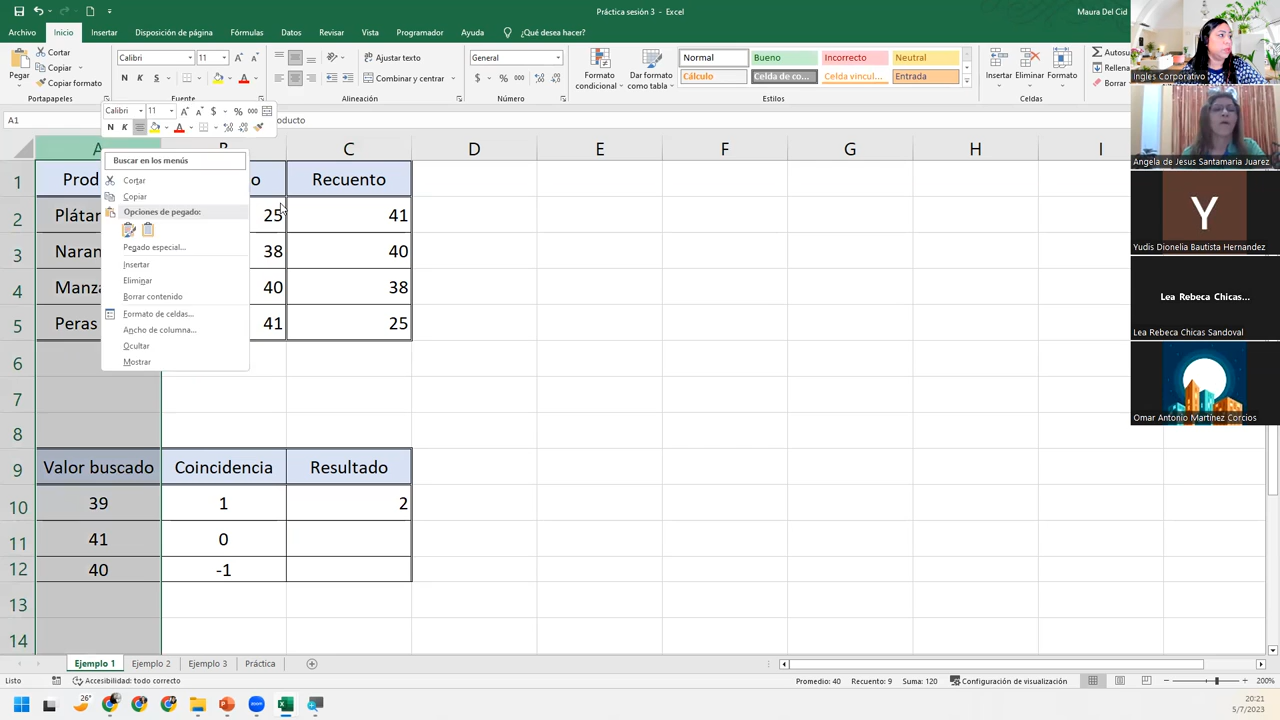 Práctica sesión 3 - Excel
Maura Del Cid
Archivo Inicio Insertar Disposición de página Fórmulas Datos Revisar Vista Programador Ayuda ¿Qué desea hacer?
Pegar
Cortar
Copiar
Portapapeles
Calibri 11
N K S
Fuente
Ajustar texto
Combinar y centrar
Alineación
General
$ % 000
Número
Formato condicional
Dar formato como tabla
Normal Bueno Incorrecto Neutral
Cálculo Celda de co... Celda vincul... Entrada
Estilos
Insertar Eliminar Formato
Celdas
Autosu
Rellena
Borrar
Calibri 11
$ % 000
N K
A1
oducto
A B C D E F G H I
1 Prod o Recuento
2 Plátar 25 41
3 Naran 38 40
4 Manza 40 38
5 Peras 41 25
6
7
8
9 Valor buscado Coincidencia Resultado
10 39 1 2
11 41 0
12 40 -1
13
14
Buscar en los menús
Cortar
Copiar
Opciones de pegado:
Pegado especial...
Insertar
Eliminar
Borrar contenido
Formato de celdas...
Ancho de columna...
Ocultar
Mostrar
Ingles Corporativo
Angela de Jesus Santamaria Juarez
Y
Yudis Dionelia Bautista Hernandez
Lea Rebeca Chicas...
Lea Rebeca Chicas Sandoval
Omar Antonio Martínez Corcios
Ejemplo 1 Ejemplo 2 Ejemplo 3 Práctica
Listo
Accesibilidad: todo correcto
Promedio: 40 Recuento: 9 Suma: 120
Configuración de visualización
200%
26°
20:21
5/7/2023